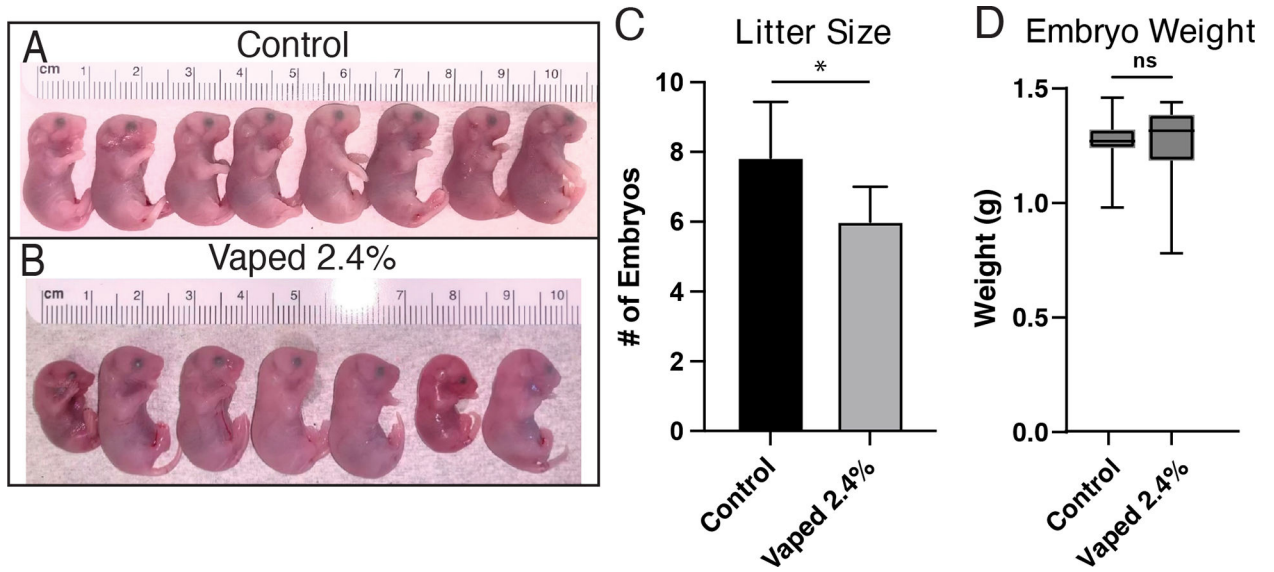 A
Control
cm 1 2 3 4 5 6 7 8 9 10
B
Vaped 2.4%
cm 1 2 3 4 5 7 8 9 10
C
Litter Size
*
# of Embryos
10
8
6
4
2
0
Control
Vaped 2.4%
D
Embryo Weight
ns
Weight (g)
1.5
1.0
0.5
0.0
Control
Vaped 2.4%